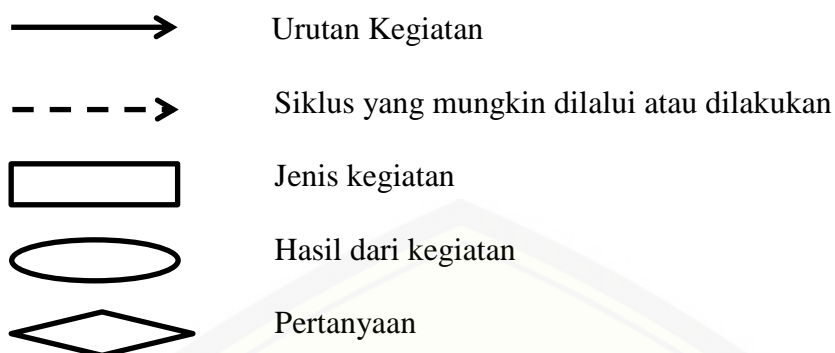 Urutan Kegiatan
Siklus yang mungkin dilalui atau dilakukan
Jenis kegiatan
Hasil dari kegiatan
Pertanyaan